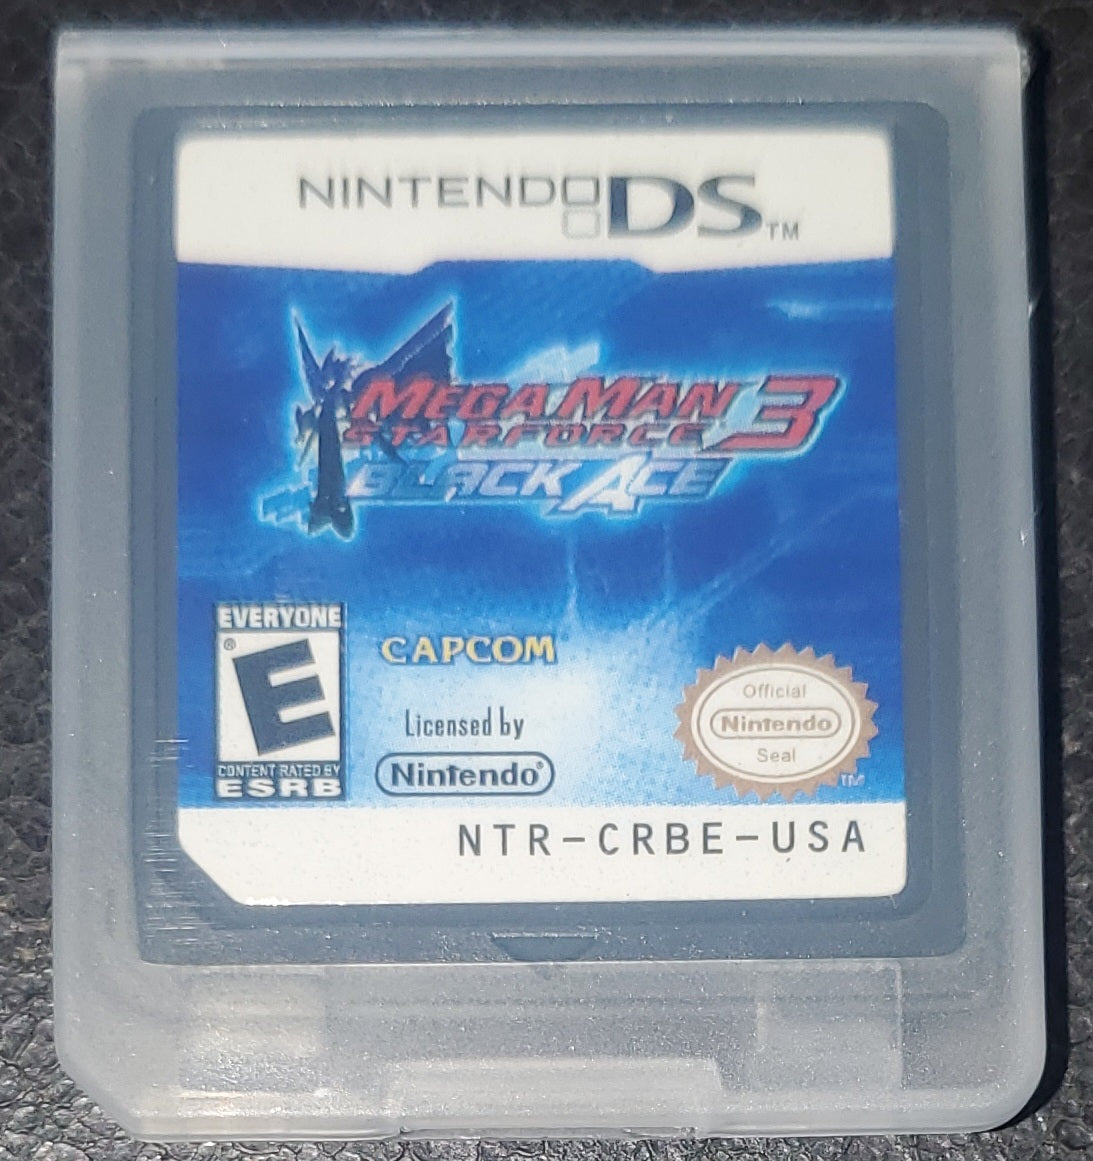 NINTENDO DS™
MEGA MAN 3
STARFORCE
BLACK ACE
EVERYONE
E®
CONTENT RATED BY
ESRB
CAPCOM
Licensed by
Nintendo®
Official
Nintendo
Seal
TM
NTR-CRBE-USA